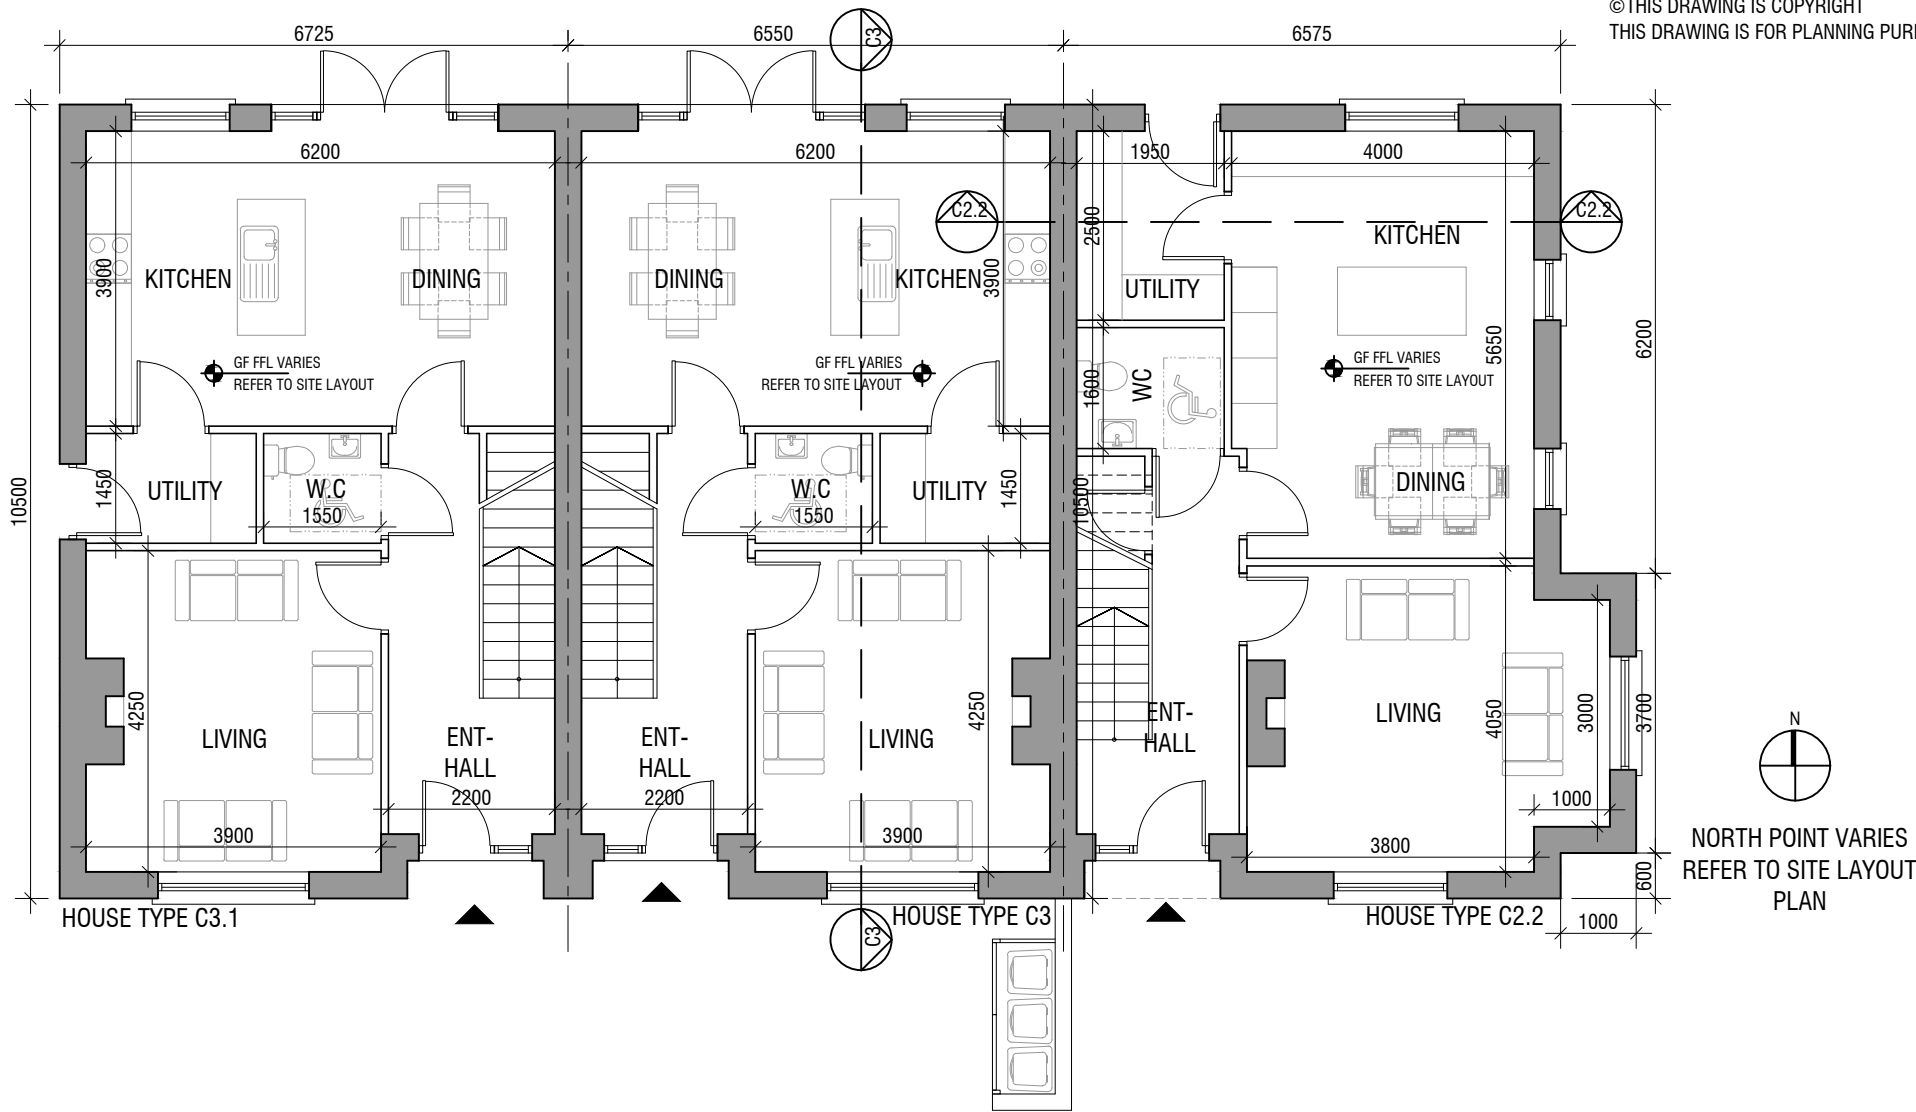 ©THIS DRAWING IS COPYRIGHT
THIS DRAWING IS FOR PLANNING
6725
6550
6575
C3
6200
6200
1950
4000
C2.2
C2.2
2500
KITCHEN
3900
KITCHEN
DINING
DINING
KITCHEN
3900
UTILITY
5650
6200
GF FFL VARIES
REFER TO SITE LAYOUT
GF FFL VARIES
REFER TO SITE LAYOUT
GF FFL VARIES
REFER TO SITE LAYOUT
1600
WC
10500
1450
UTILITY
W.C
1550
W.C
1550
UTILITY
1450
10500
DINING
4250
LIVING
ENT-
HALL
ENT-
HALL
LIVING
4250
ENT-
HALL
LIVING
4050
3000
3700
N
2200
2200
1000
3900
3900
3800
600
NORTH POINT VARIES
REFER TO SITE LAYOUT
PLAN
HOUSE TYPE C3.1
HOUSE TYPE C3
HOUSE TYPE C2.2
1000
C3